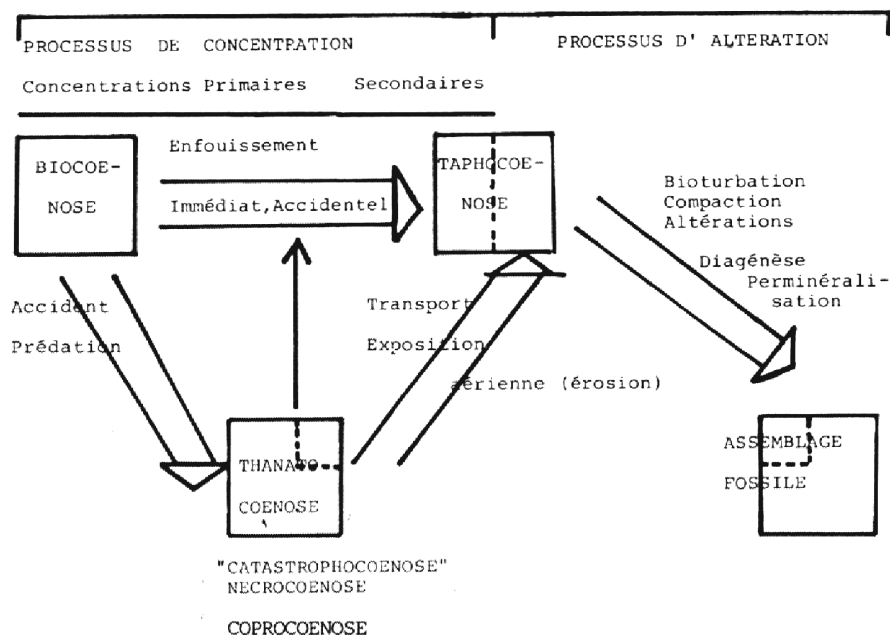 PROCESSUS DE CONCENTRATION
PROCESSUS D' ALTERATION
Concentrations Primaires Secondaires
Enfouissement
BIOCOE-
NOSE
Immédiat,Accidentel
TAPHOCOE-
NOSE
Bioturbation
Compaction
Altérations
Diagénèse
Perminérali-
sation
Accident
Prédation
Transport
Exposition
aérienne (érosion)
THANATO
COENOSE
ASSEMBLAGE
FOSSILE
"CATASTROPHOCOENOSE"
NECROCOENOSE
COPROCOENOSE